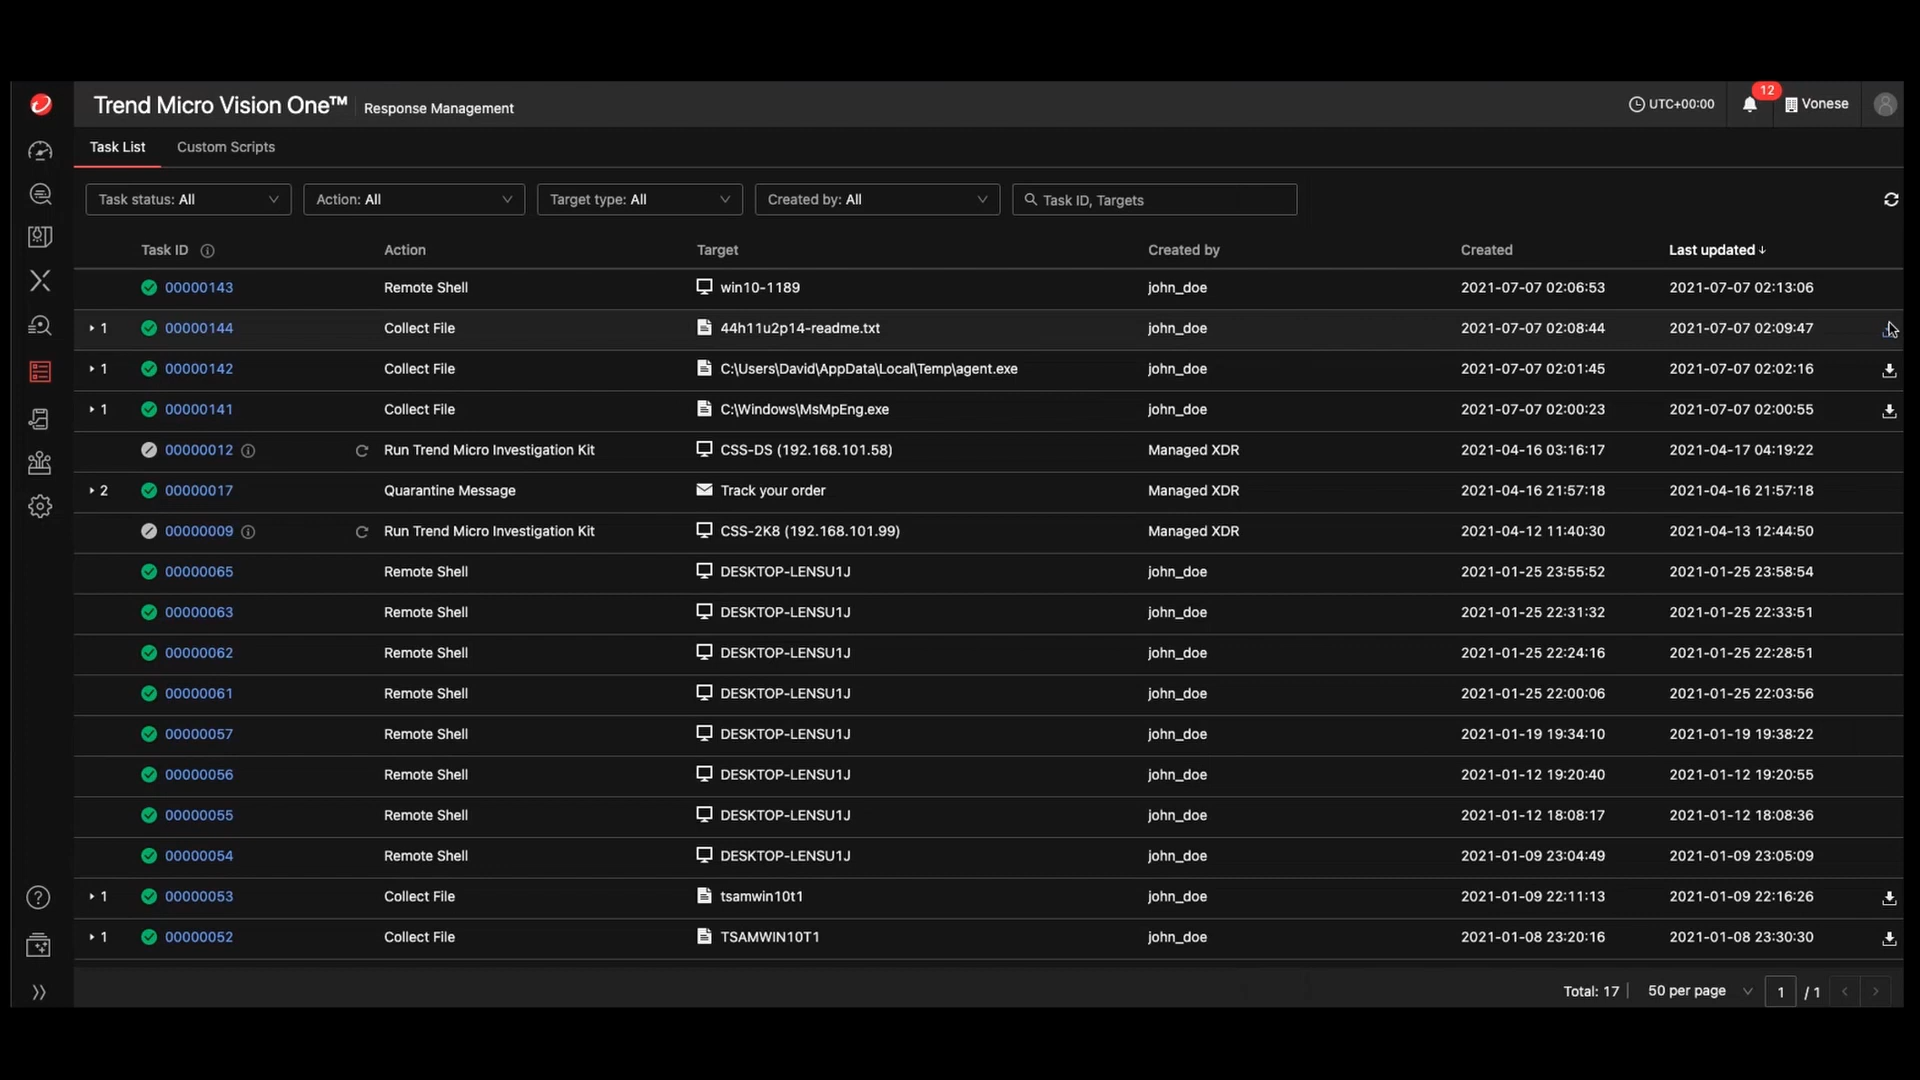 Trend Micro Vision One™ Response Management UTC+00:00 12 Vonese
Task List Custom Scripts
Task status: All Action: All Target type: All Created by: All Task ID, Targets
Task ID Action Target Created by Created Last updated ↓
00000143 Remote Shell win10-1189 john_doe 2021-07-07 02:06:53 2021-07-07 02:13:06
1 00000144 Collect File 44h11u2p14-readme.txt john_doe 2021-07-07 02:08:44 2021-07-07 02:09:47
1 00000142 Collect File C:\Users\David\AppData\Local\Temp\agent.exe john_doe 2021-07-07 02:01:45 2021-07-07 02:02:16
1 00000141 Collect File C:\Windows\MsMpEng.exe john_doe 2021-07-07 02:00:23 2021-07-07 02:00:55
00000012 Run Trend Micro Investigation Kit CSS-DS (192.168.101.58) Managed XDR 2021-04-16 03:16:17 2021-04-17 04:19:22
2 00000017 Quarantine Message Track your order Managed XDR 2021-04-16 21:57:18 2021-04-16 21:57:18
00000009 Run Trend Micro Investigation Kit CSS-2K8 (192.168.101.99) Managed XDR 2021-04-12 11:40:30 2021-04-13 12:44:50
00000065 Remote Shell DESKTOP-LENSU1J john_doe 2021-01-25 23:55:52 2021-01-25 23:58:54
00000063 Remote Shell DESKTOP-LENSU1J john_doe 2021-01-25 22:31:32 2021-01-25 22:33:51
00000062 Remote Shell DESKTOP-LENSU1J john_doe 2021-01-25 22:24:16 2021-01-25 22:28:51
00000061 Remote Shell DESKTOP-LENSU1J john_doe 2021-01-25 22:00:06 2021-01-25 22:03:56
00000057 Remote Shell DESKTOP-LENSU1J john_doe 2021-01-19 19:34:10 2021-01-19 19:38:22
00000056 Remote Shell DESKTOP-LENSU1J john_doe 2021-01-12 19:20:40 2021-01-12 19:20:55
00000055 Remote Shell DESKTOP-LENSU1J john_doe 2021-01-12 18:08:17 2021-01-12 18:08:36
00000054 Remote Shell DESKTOP-LENSU1J john_doe 2021-01-09 23:04:49 2021-01-09 23:05:09
1 00000053 Collect File tsamwin10t1 john_doe 2021-01-09 22:11:13 2021-01-09 22:16:26
1 00000052 Collect File TSAMWIN10T1 john_doe 2021-01-08 23:20:16 2021-01-08 23:30:30
Total: 17 50 per page 1 / 1